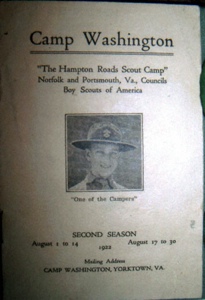 Camp Washington
"The Hampton Roads Scout Camp"
Norfolk and Portsmouth, Va., Councils
Boy Scouts of America
"One of the Campers"
SECOND SEASON
August 1 to 14 August 17 to 30
1922
Mailing Address
CAMP WASHINGTON, YORKTOWN, VA.